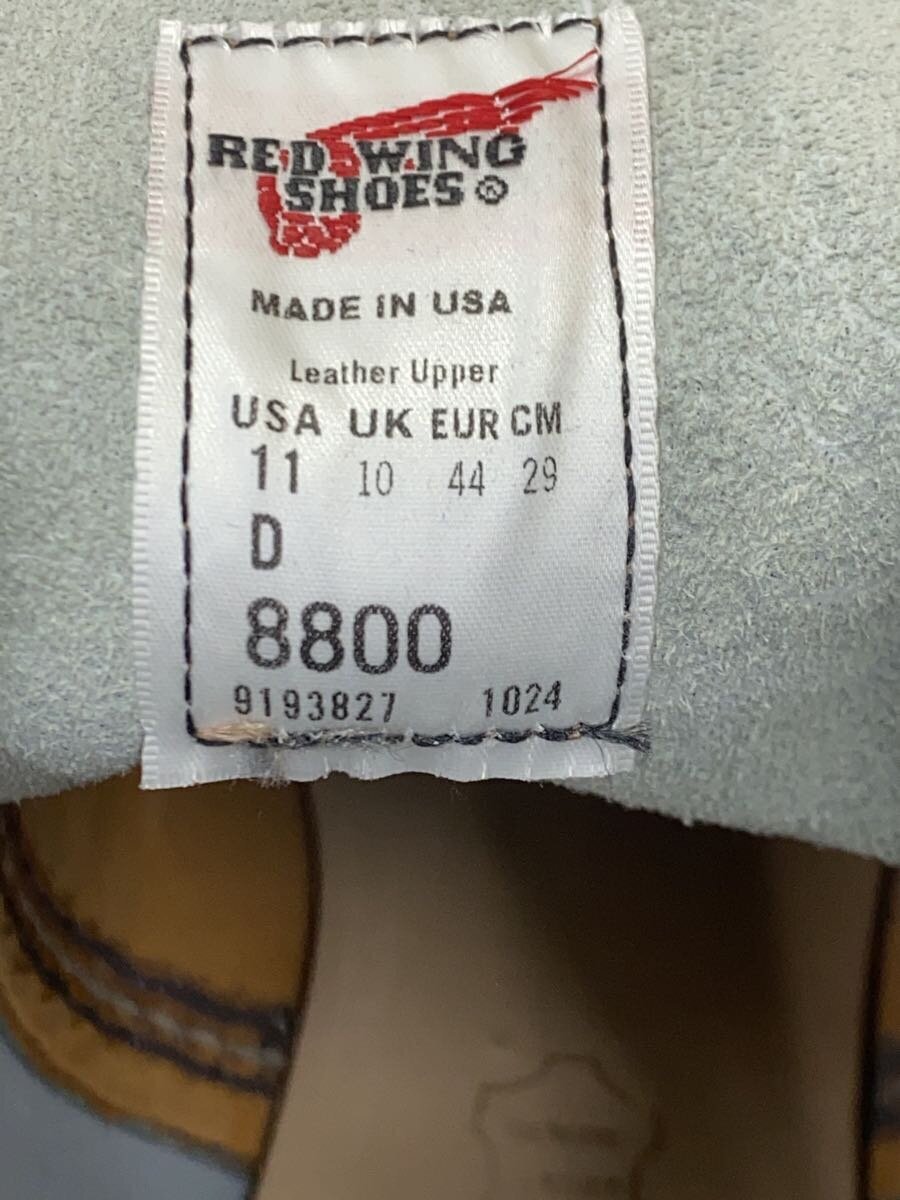 RED WING
SHOES ®
MADE IN USA
Leather Upper
USA UK EUR CM
11 10 44 29
D
8800
9193827 1024